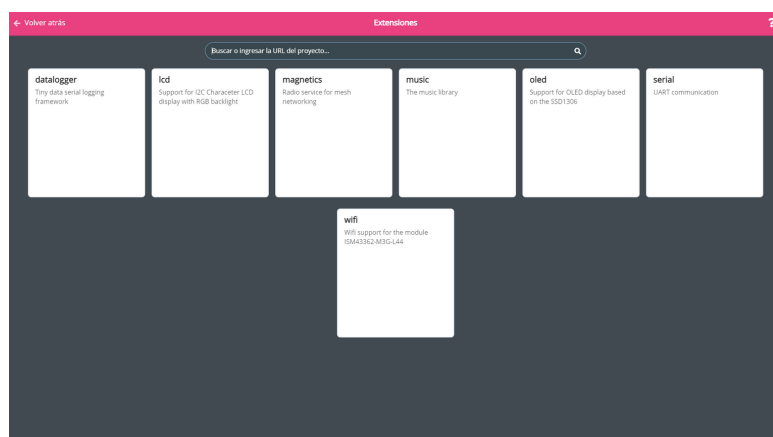 ← Volver atrás
Extensiones
?
Buscar o ingresar la URL del proyecto...
datalogger
Tiny data serial logging
framework
lcd
Support for I2C Characeter LCD
display with RGB backlight
magnetics
Radio service for mesh
networking
music
The music library
oled
Support for OLED display based
on the SSD1306
serial
UART communication
wifi
Wifi support for the module
ISM43362-M3G-L44